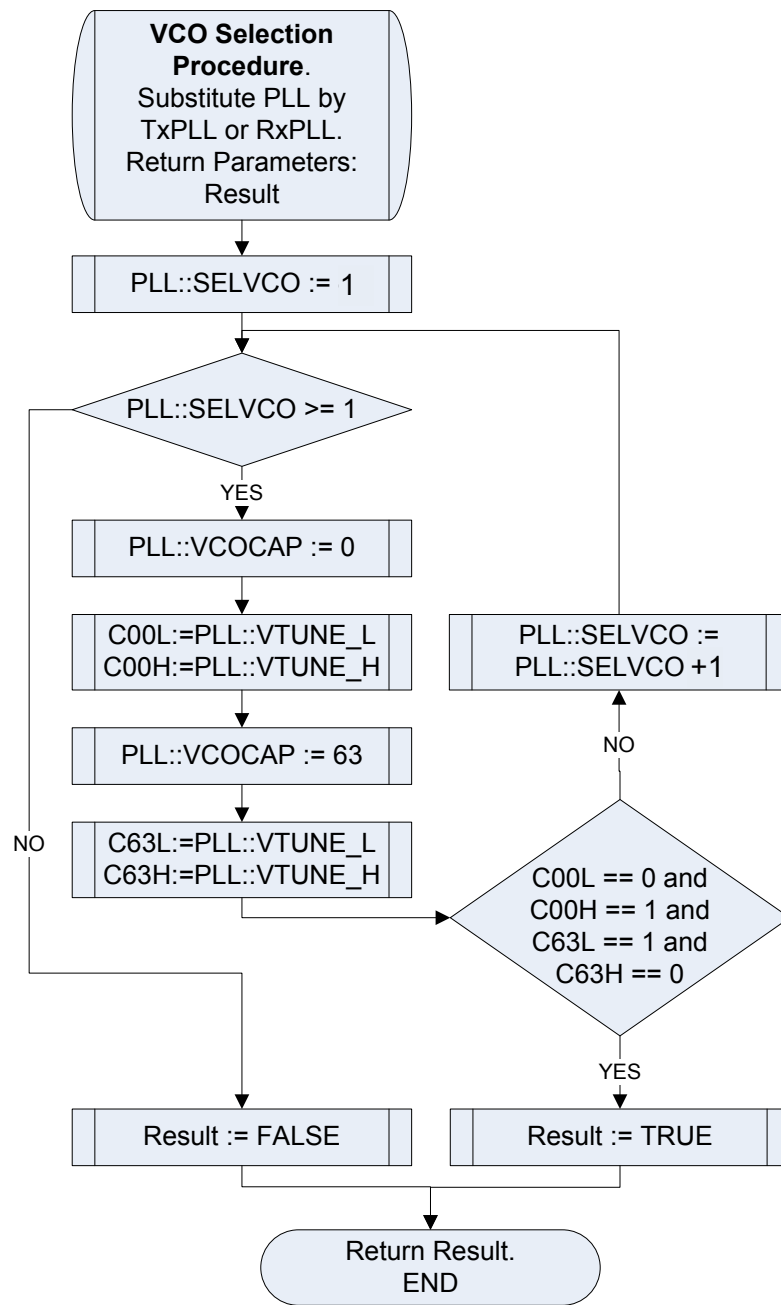 VCO Selection
Procedure.
Substitute PLL by
TxPLL or RxPLL.
Return Parameters:
Result
PLL::SELVCO := 1
PLL::SELVCO >= 1
YES
PLL::VCOCAP := 0
C00L:=PLL::VTUNE_L
C00H:=PLL::VTUNE_H
PLL::SELVCO :=
PLL::SELVCO +1
PLL::VCOCAP := 63
NO
C63L:=PLL::VTUNE_L
C63H:=PLL::VTUNE_H
NO
C00L == 0 and
C00H == 1 and
C63L == 1 and
C63H == 0
YES
Result := FALSE
Result := TRUE
Return Result.
END